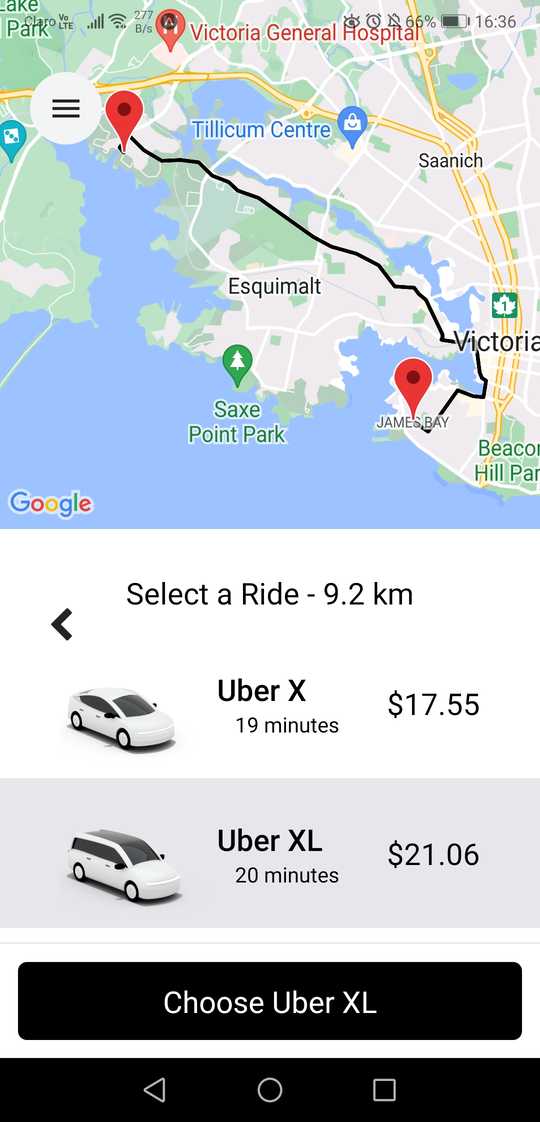 Lake
Park
Claro Vo LTE 277 B/s 66% 16:36
Victoria General Hospital
Tillicum Centre
Saanich
1
Esquimalt
Victoria
Saxe
Point Park
JAMES BAY
Beacon
Hill Par
Google
Select a Ride - 9.2 km
Uber X
$17.55
19 minutes
Uber XL
$21.06
20 minutes
Choose Uber XL